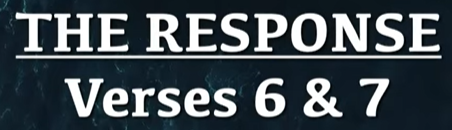 THE RESPONSE
Verses 6 & 7